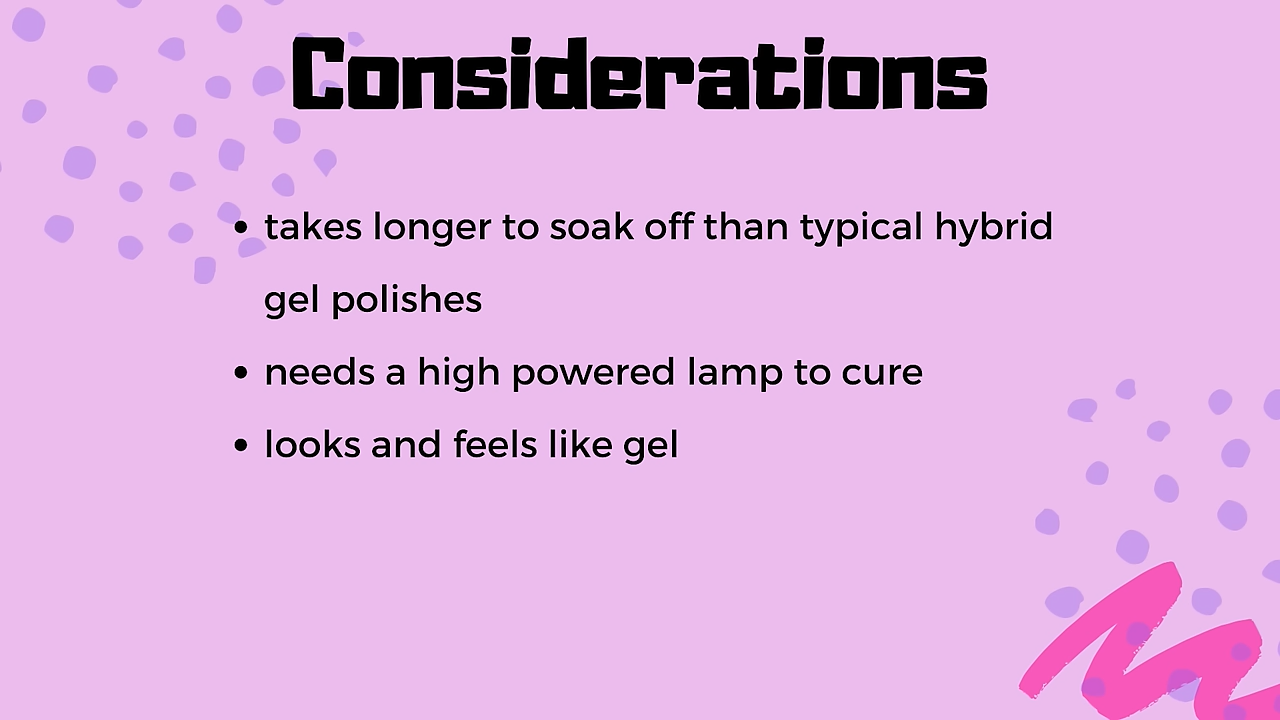 Considerations
• takes longer to soak off than typical hybrid
gel polishes
• needs a high powered lamp to cure
• looks and feels like gel